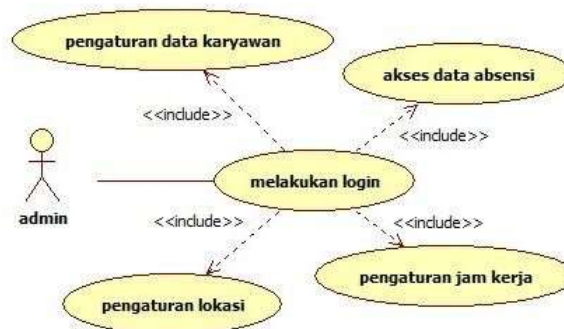 pengaturan data karyawan
akses data absensi
<<include>>
<<include>>
melakukan login
admin
<<include>>
<<include>>
pengaturan jam kerja
pengaturan lokasi